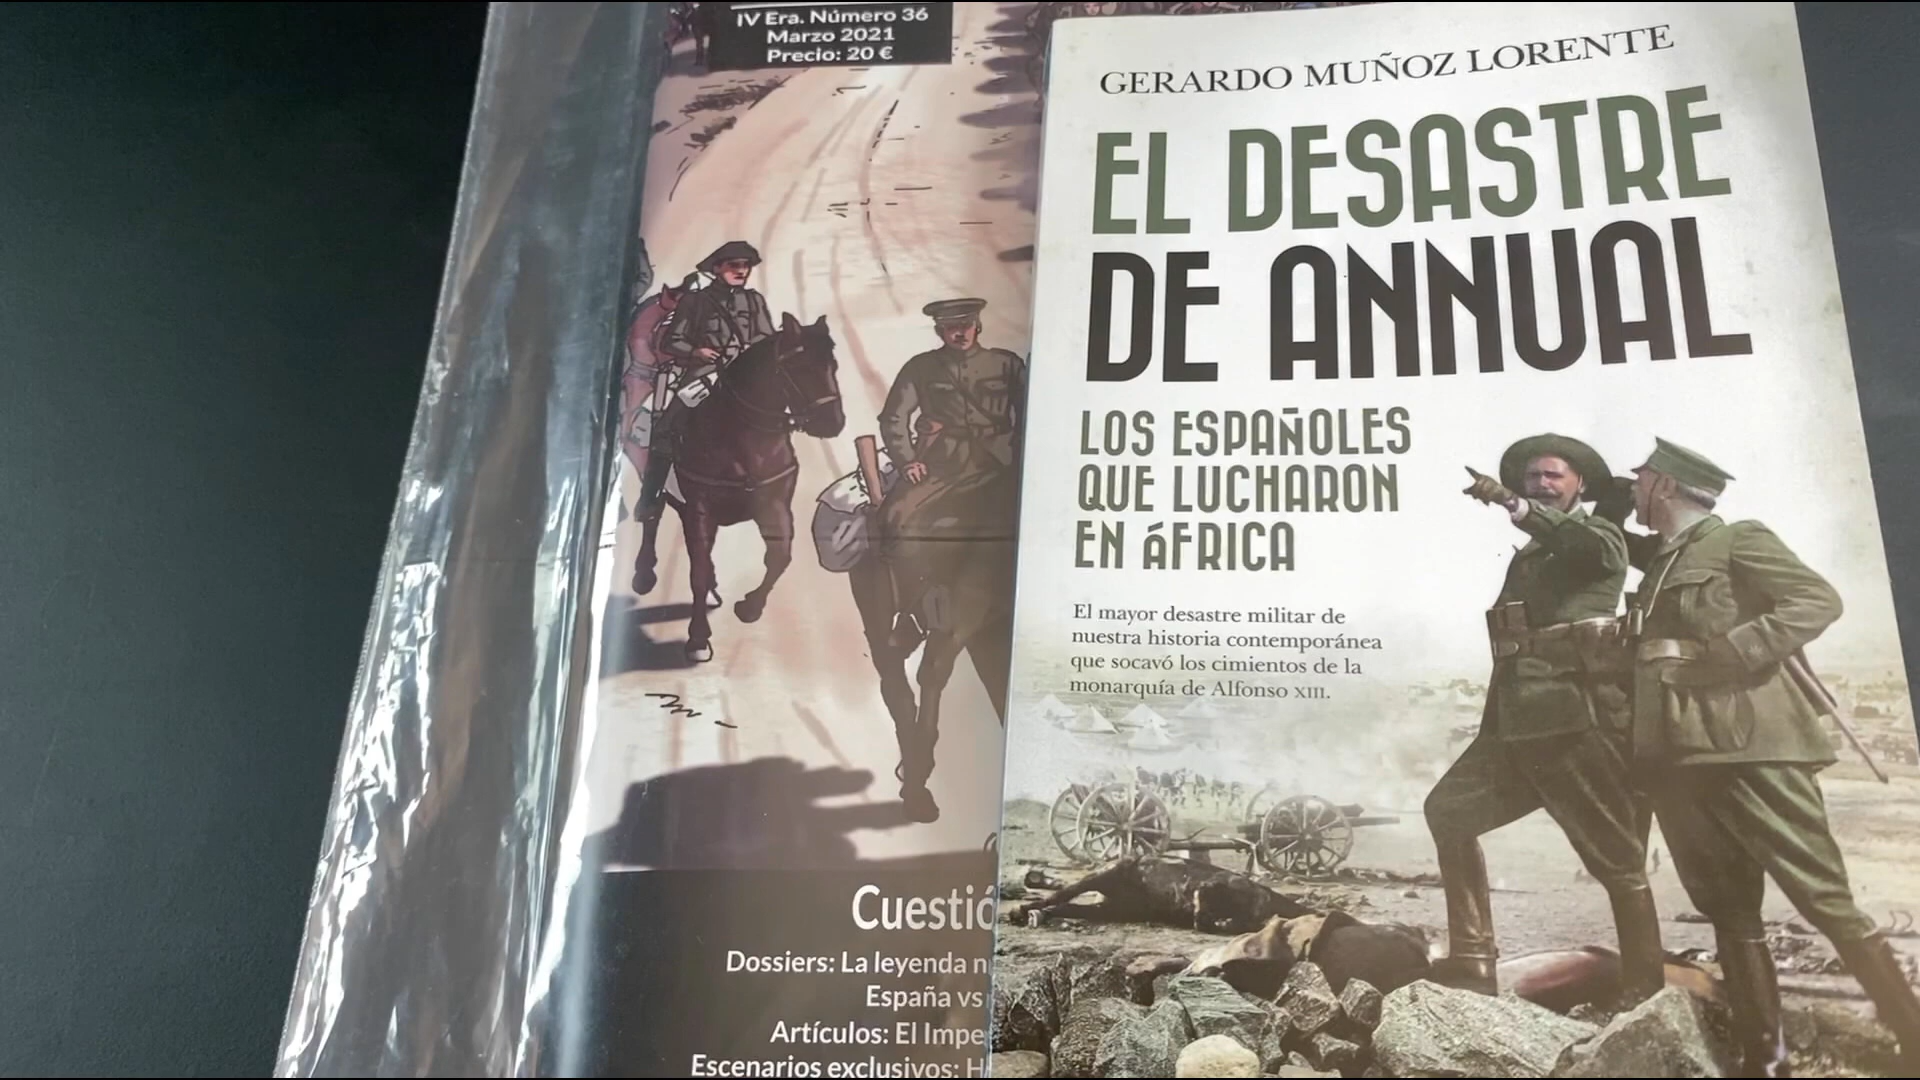 IV Era. Número 36
Marzo 2021
Precio: 20 €
Cuestió
Dossiers: La leyenda n
España vs
Artículos: El Impe
Escenarios exclusivos: H
GERARDO MUÑOZ LORENTE
EL DESASTRE
DE ANNUAL
LOS ESPAÑOLES
QUE LUCHARON
EN áFRICA
El mayor desastre militar de
nuestra historia contemporánea
que socavó los cimientos de la
monarquía de Alfonso XIII.